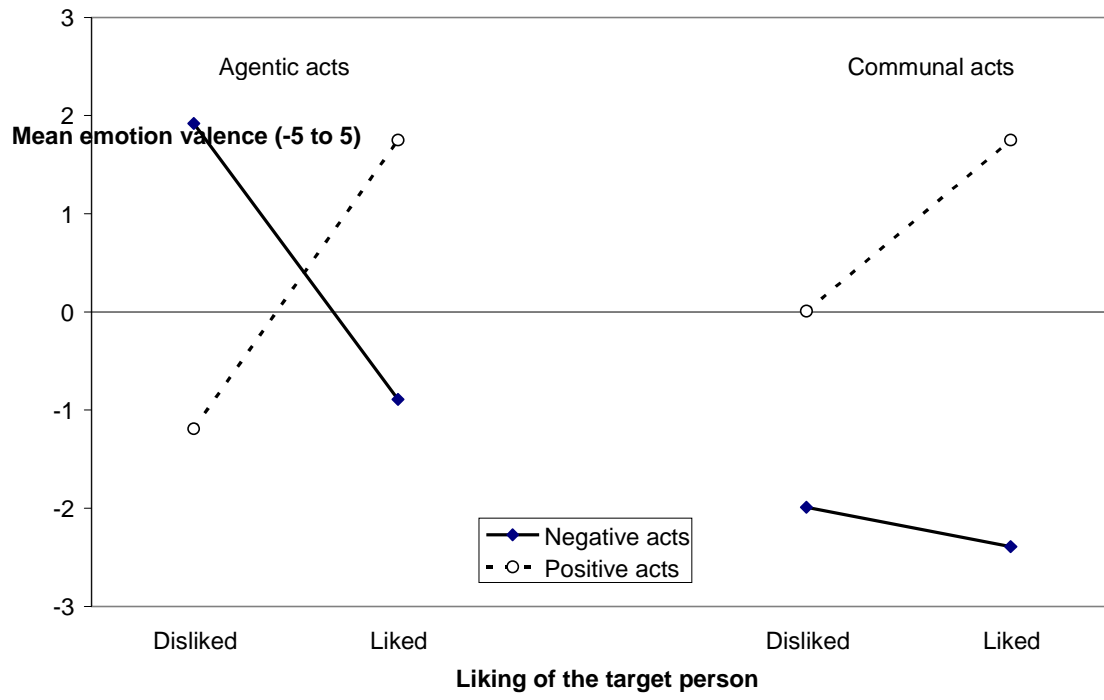 3
Agentic acts
Communal acts
2
Mean emotion valence (-5 to 5)
1
0
-1
-2
Negative acts
Positive acts
-3
Disliked Liked Disliked Liked
Liking of the target person